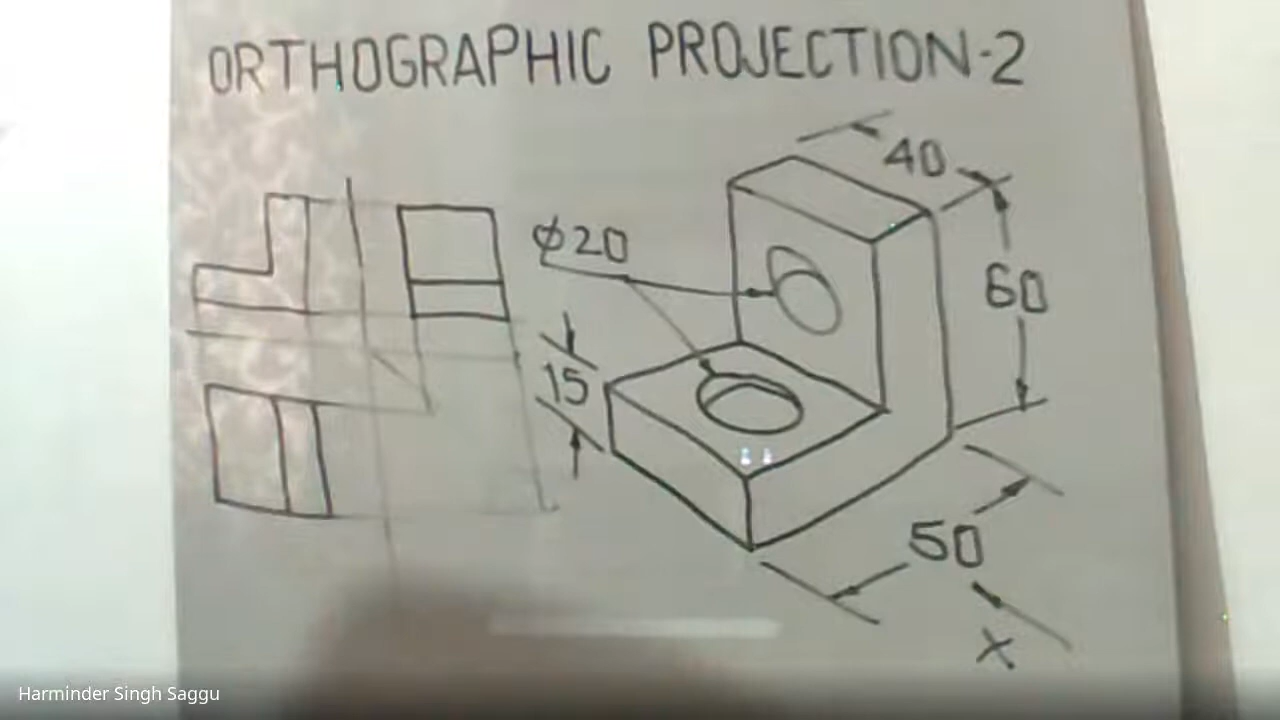 ORTHOGRAPHIC PROJECTION-2
40
φ20
60
15
50
X
Harminder Singh Saggu